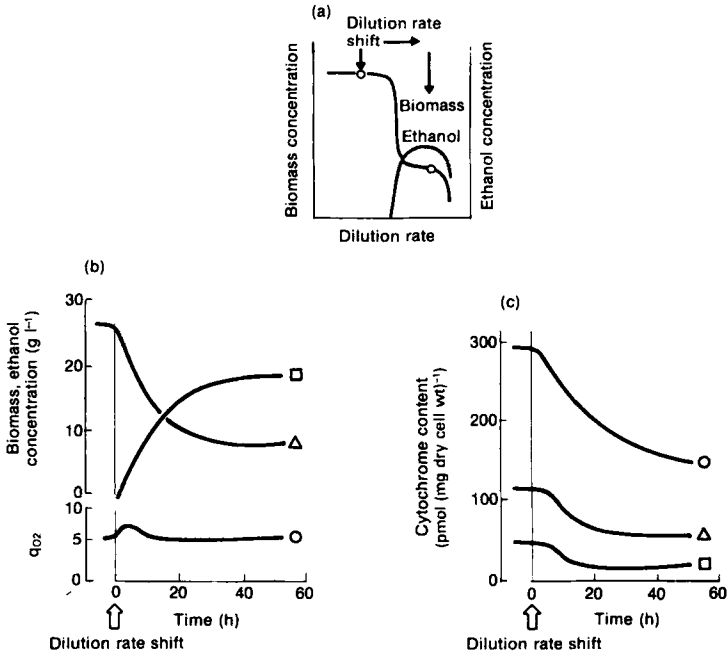 (a)
Dilution rate
shift
Biomass concentration
Biomass
Ethanol
Ethanol concentration
Dilution rate
(b)
Biomass, ethanol
concentration (g l⁻¹)
30
20
10
0
qO2
10
5
0
0 20 40 60
Time (h)
Dilution rate shift
(c)
Cytochrome content
(pmol (mg dry cell wt)⁻¹
300
200
100
0
0 20 40 60
Time (h)
Dilution rate shift